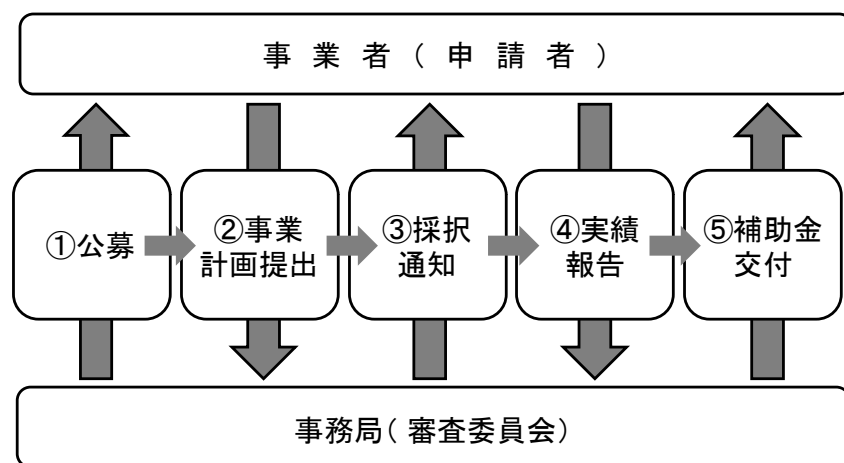 事業者(申請者)
①公募
②事業
計画提出
③採択
通知
④実績
報告
⑤補助金
交付
事務局(審査委員会)